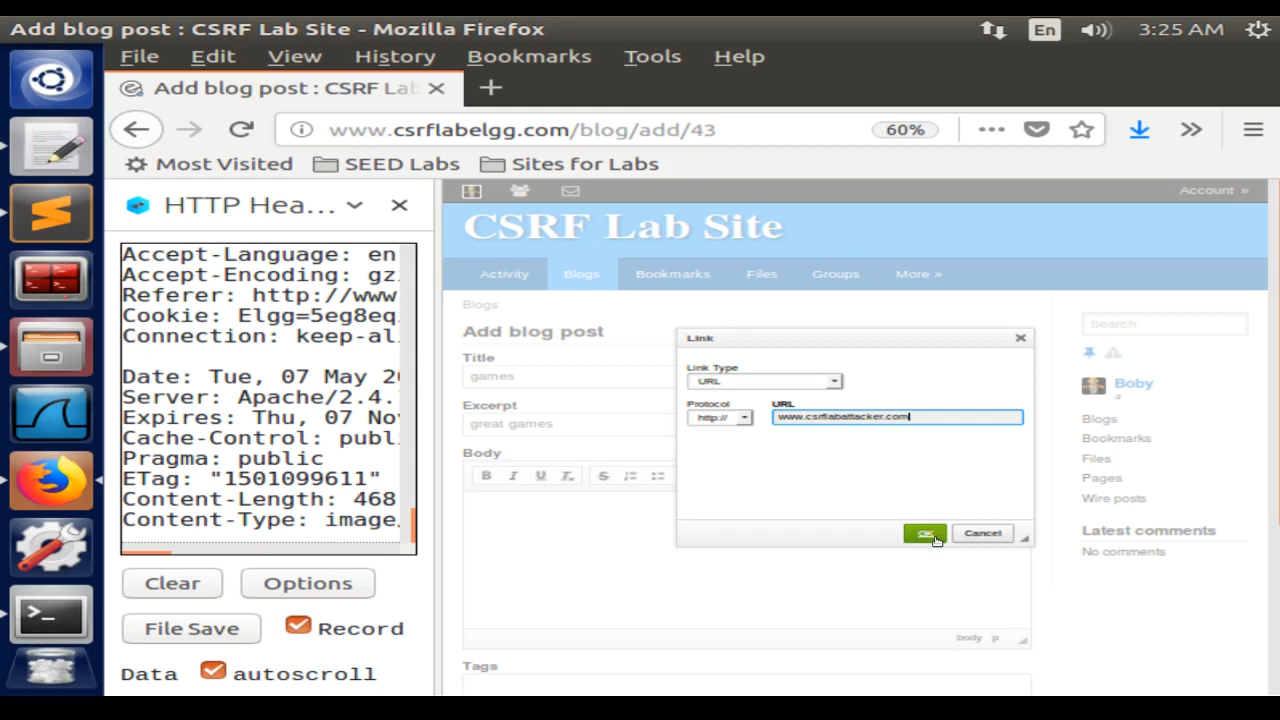 Add blog post : CSRF Lab Site - Mozilla Firefox
En
3:25 AM
File Edit View History Bookmarks Tools Help
Add blog post : CSRF La
www.csrflabelgg.com/blog/add/43
60%
Most Visited SEED Labs Sites for Labs
HTTP Hea...
Accept-Language: en
Accept-Encoding: gz
Referer: http://www
Cookie: Elgg=5eg8eq
Connection: keep-al
Date: Tue, 07 May 2
Server: Apache/2.4.
Expires: Thu, 07 No
Cache-Control: publ
Pragma: public
ETag: "1501099611"
Content-Length: 468
Content-Type: image
Clear
Options
File Save
Record
Data
autoscroll
Account »
CSRF Lab Site
Activity Blogs Bookmarks Files Groups More »
Blogs
Add blog post
Title
games
Excerpt
great games
Body
B I U Tx S
body p
Tags
Link
Link Type
URL
Protocol
http://
URL
www.csrflabattacker.com
OK
Cancel
Search
Boby
a
Blogs
Bookmarks
Files
Pages
Wire posts
Latest comments
No comments